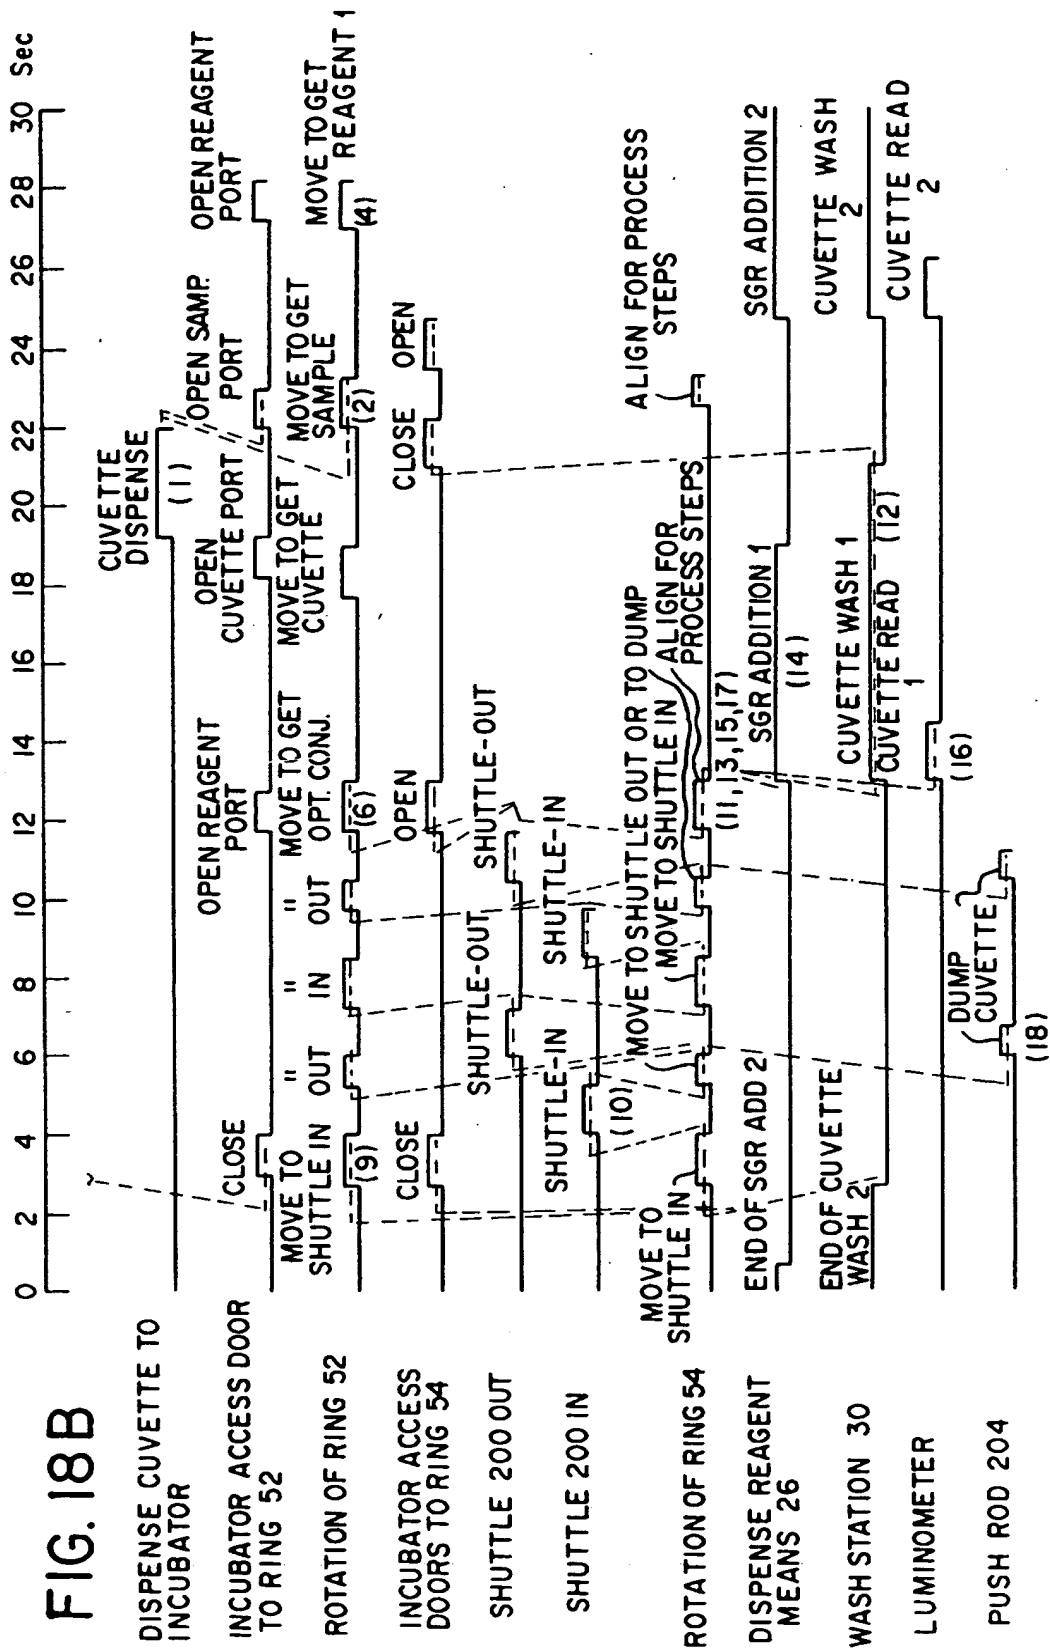 FIG. 18B
0 2 4 6 8 10 12 14 16 18 20 22 24 26 28 30 Sec
DISPENSE CUVETTE TO
INCUBATOR
CUVETTE
DISPENSE
(1)
INCUBATOR ACCESS DOOR
TO RING 52
CLOSE
OPEN REAGENT
PORT
OPEN
CUVETTE PORT
OPEN SAMP.
PORT
OPEN REAGENT
PORT
ROTATION OF RING 52
MOVE TO
SHUTTLE IN
(9)
" OUT
" IN
" OUT
MOVE TO GET
OPT. CONJ.
(6)
MOVE TO GET
CUVETTE
MOVE TO GET
SAMPLE
(2)
MOVE TO GET
REAGENT 1
(4)
INCUBATOR ACCESS
DOORS TO RING 54
CLOSE
OPEN
CLOSE
OPEN
SHUTTLE 200 OUT
SHUTTLE-OUT
SHUTTLE-OUT
SHUTTLE 200 IN
SHUTTLE-IN
(10)
SHUTTLE-IN
ROTATION OF RING 54
MOVE TO
SHUTTLE IN
MOVE TO SHUTTLE OUT OR TO DUMP
MOVE TO SHUTTLE IN
ALIGN FOR
PROCESS STEPS
(11,13,15,17)
ALIGN FOR PROCESS
STEPS
DISPENSE REAGENT
MEANS 26
END OF SGR ADD 2
SGR ADDITION 1
(14)
SGR ADDITION 2
WASH STATION 30
END OF CUVETTE
WASH 2
CUVETTE WASH 1
(12)
CUVETTE WASH
2
LUMINOMETER
CUVETTE READ
1
(16)
CUVETTE READ
2
PUSH ROD 204
DUMP
CUVETTE
(18)